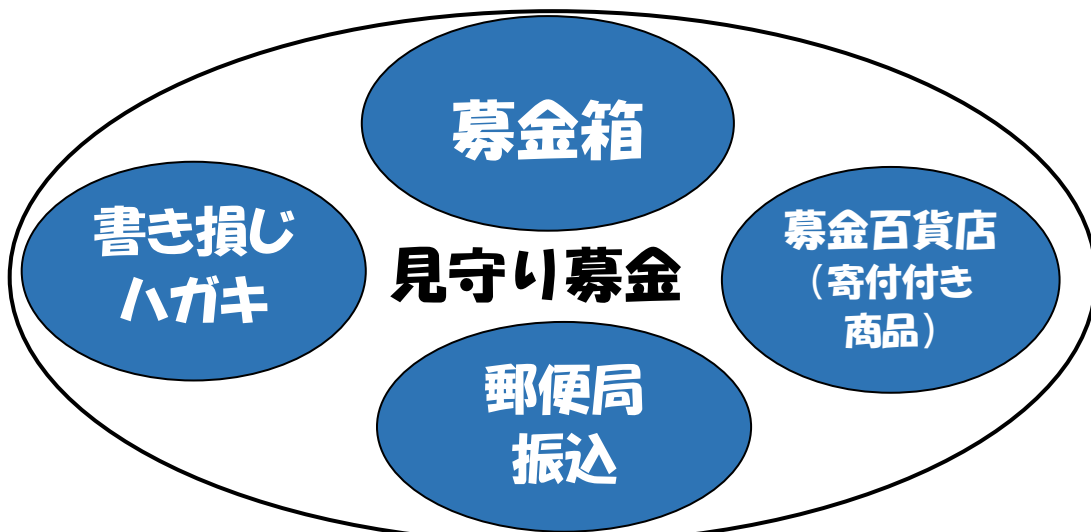 募金箱
書き損じ
ハガキ
見守り募金
募金百貨店
（寄付付き
商品）
郵便局
振込